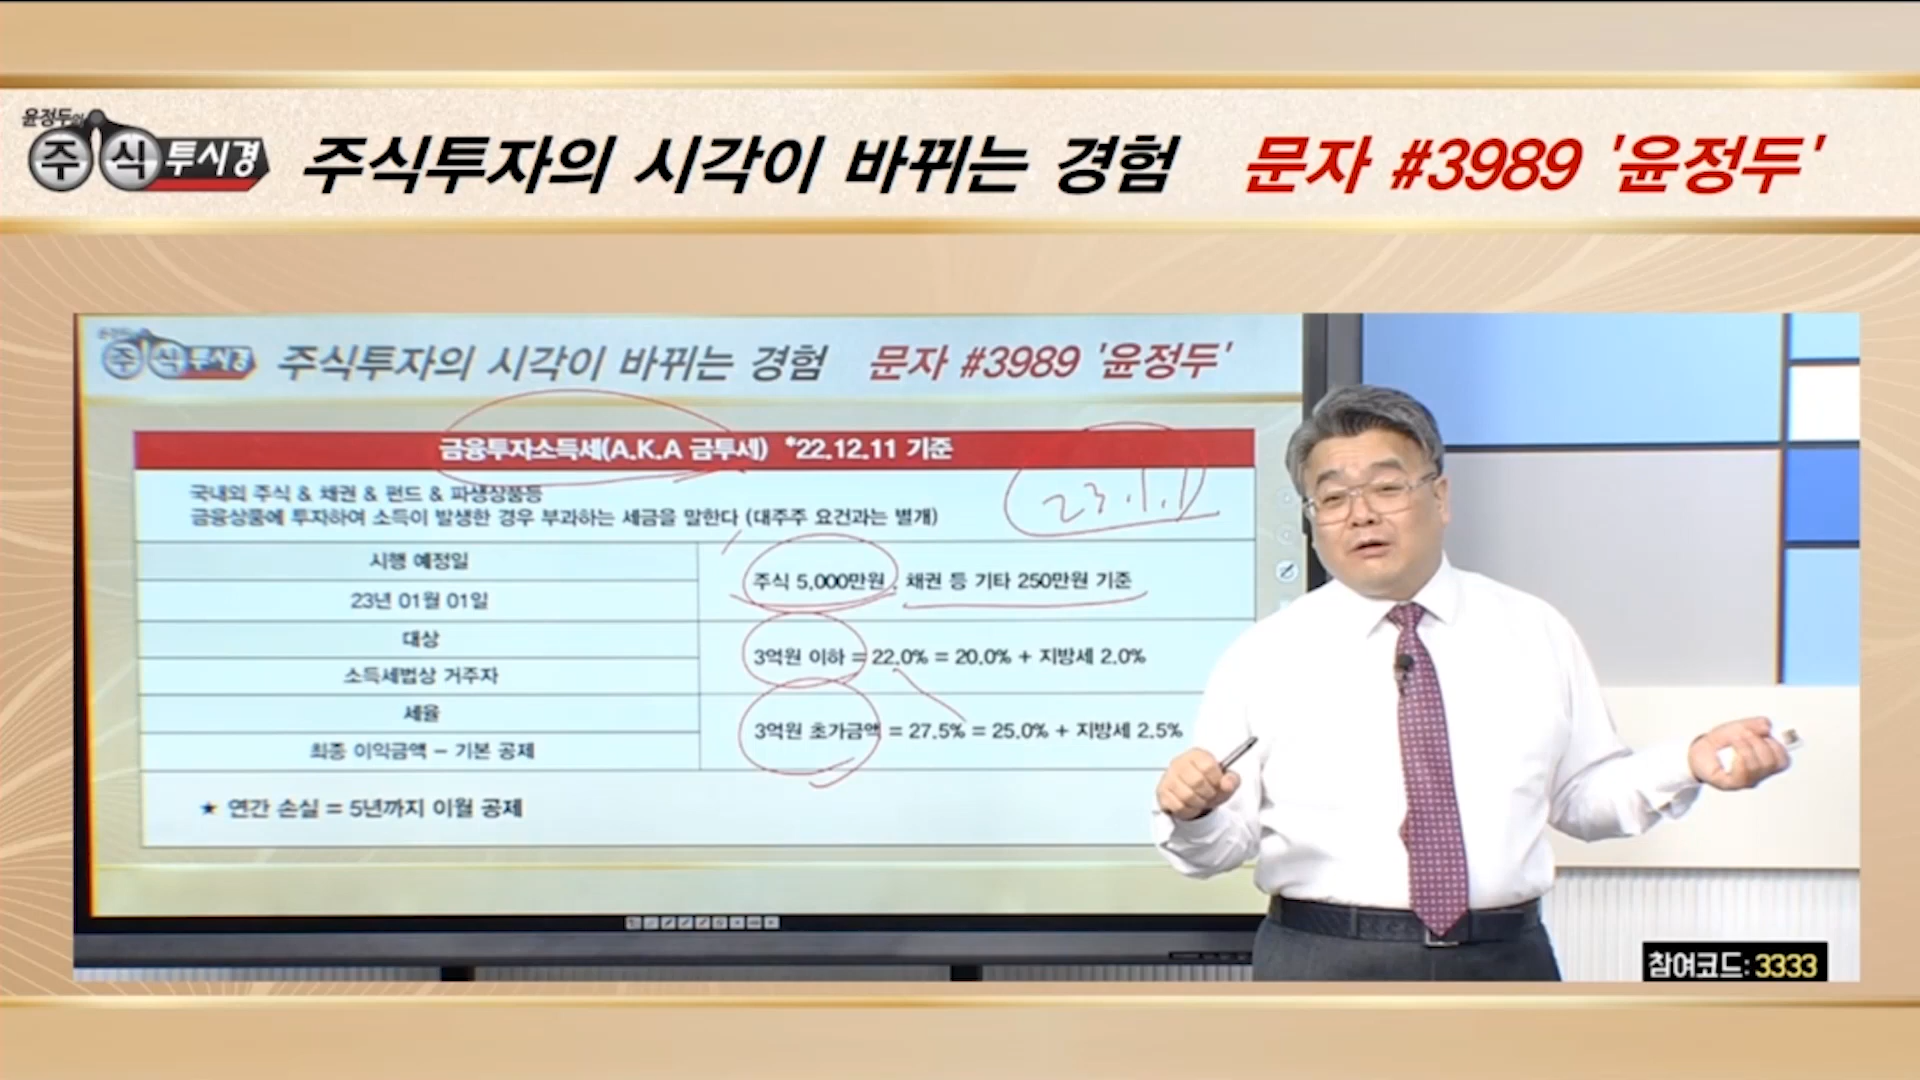 윤정두의
주식투시경
주식투자의 시각이 바뀌는 경험 문자 #3989 '윤정두'
주식투시경
주식투자의 시각이 바뀌는 경험 문자 #3989 '윤정두'
금융투자소득세(A.K.A 금투세) *22.12.11 기준
국내외 주식 & 채권 & 펀드 & 파생상품등
금융상품에 투자하여 소득이 발생한 경우 부과하는 세금을 말한다 (대주주 요건과는 별개)
23.1.1
시행 예정일
23년 01월 01일
주식 5,000만원, 채권 등 기타 250만원 기준
대상
소득세법상 거주자
3억원 이하 = 22.0% = 20.0% + 지방세 2.0%
세율
최종 이익금액 - 기본 공제
3억원 초가금액 = 27.5% = 25.0% + 지방세 2.5%
★ 연간 손실 = 5년까지 이월 공제
참여코드: 3333